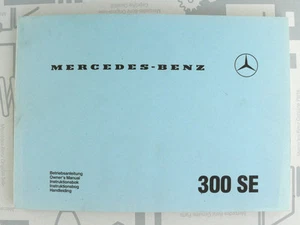 MERCEDES-BENZ
Betriebsanleitung
Owner's Manual
Instruktionsbok
Instruktionsbog
Handleiding
300 SE